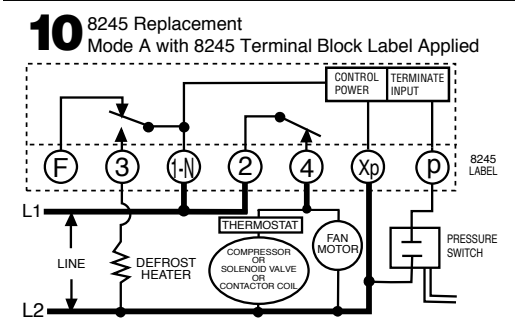 10 8245 Replacement
Mode A with 8245 Terminal Block Label Applied
CONTROL POWER
TERMINATE INPUT
F 3 1-N 2 4 Xp p
8245 LABEL
L1
THERMOSTAT
LINE
DEFROST HEATER
COMPRESSOR
OR
SOLENOID VALVE
OR
CONTACTOR COIL
FAN MOTOR
PRESSURE SWITCH
L2